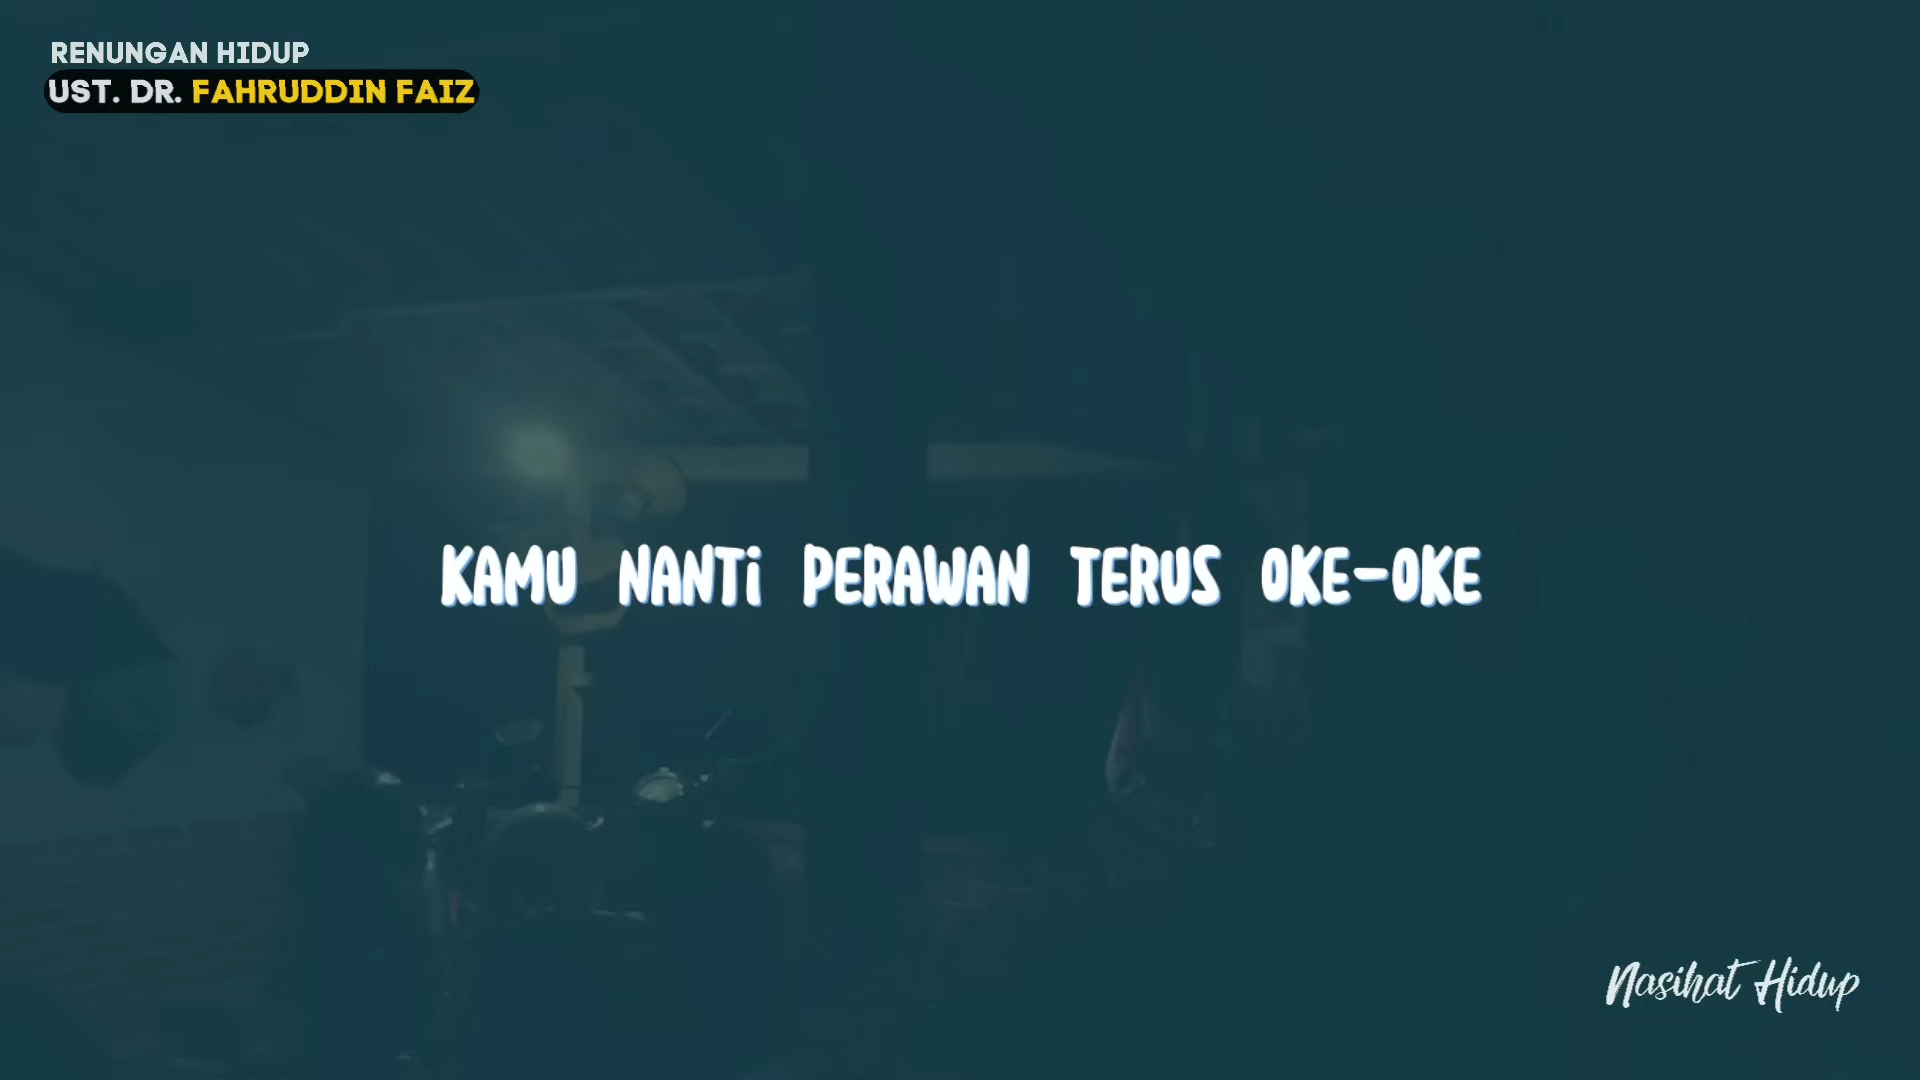 RENUNGAN HIDUP
UST. DR. FAHRUDDIN FAIZ
KAMU NANTi PERAWAN TERUS OKE-OKE
Nasihat Hidup